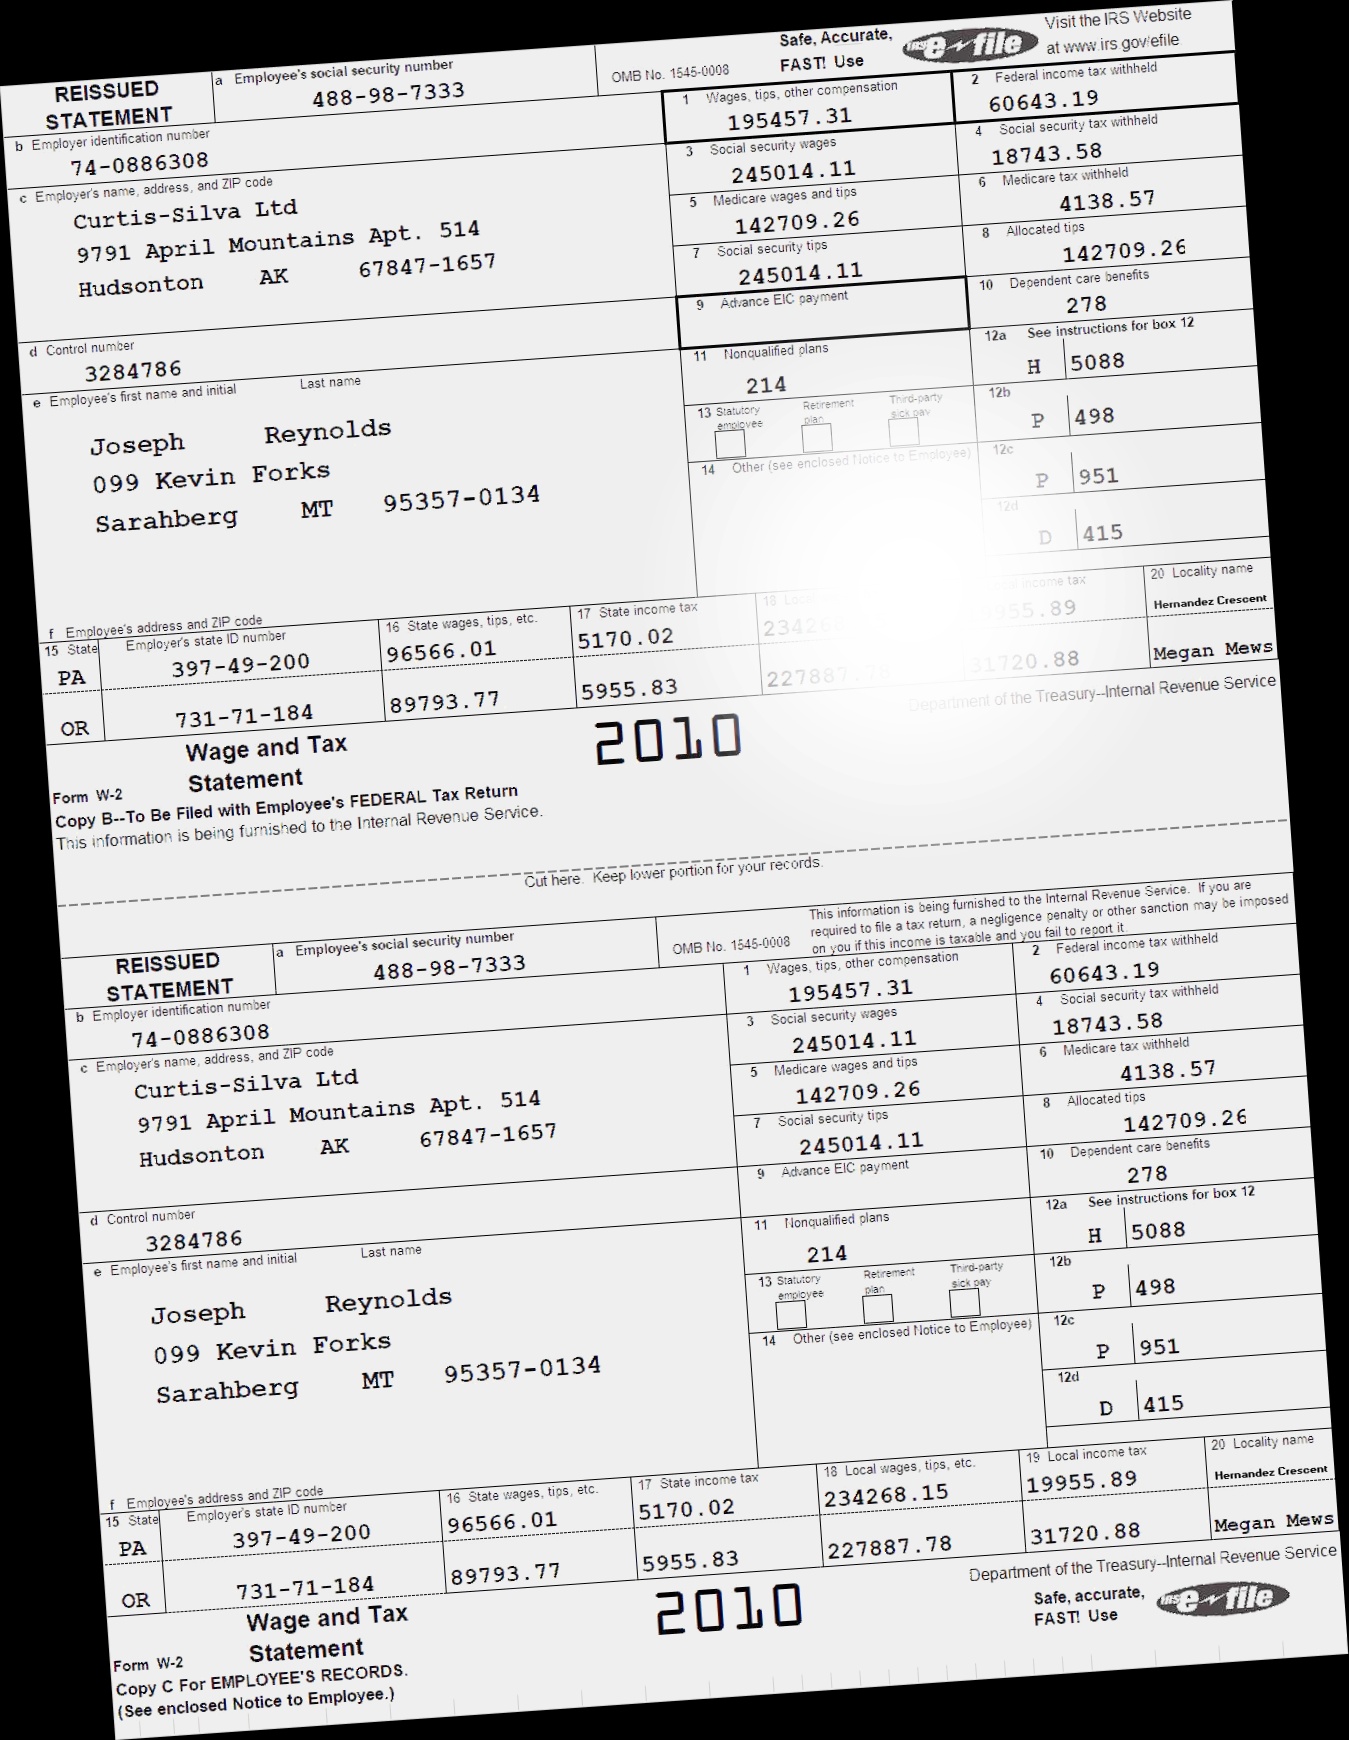 Safe, Accurate,
FAST! Use
IRS e-file
Visit the IRS Website
at www.irs.gov/efile
REISSUED
STATEMENT
a Employee's social security number
488-98-7333
OMB No. 1545-0008
1 Wages, tips, other compensation
195457.31
2 Federal income tax withheld
60643.19
b Employer identification number
74-0886308
3 Social security wages
245014.11
4 Social security tax withheld
18743.58
c Employer's name, address, and ZIP code
Curtis-Silva Ltd
9791 April Mountains Apt. 514
Hudsonton AK 67847-1657
5 Medicare wages and tips
142709.26
6 Medicare tax withheld
4138.57
7 Social security tips
245014.11
8 Allocated tips
142709.26
9 Advance EIC payment
10 Dependent care benefits
278
d Control number
3284786
11 Nonqualified plans
214
12a See instructions for box 12
H 5088
e Employee's first name and initial Last name
Joseph Reynolds
099 Kevin Forks
Sarahberg MT 95357-0134
13 Statutory employee Retirement plan Third-party sick pay
12b
P 498
14 Other (see enclosed Notice to Employee)
12c
P 951
12d
D 415
f Employee's address and ZIP code
15 State Employer's state ID number
16 State wages, tips, etc.
17 State income tax
18 Local
income tax
20 Locality name
PA 397-49-200 96566.01 5170.02 23426 955.89 Hernandez Crescent
OR 731-71-184 89793.77 5955.83 227887.7 31720.88 Megan Mews
Wage and Tax
Statement
2010
Department of the Treasury--Internal Revenue Service
Form W-2
Copy B--To Be Filed with Employee's FEDERAL Tax Return
This information is being furnished to the Internal Revenue Service.
Cut here. Keep lower portion for your records.
REISSUED
STATEMENT
a Employee's social security number
488-98-7333
OMB No. 1545-0008
This information is being furnished to the Internal Revenue Service. If you are
required to file a tax return, a negligence penalty or other sanction may be imposed
on you if this income is taxable and you fail to report it.
1 Wages, tips, other compensation
195457.31
2 Federal income tax withheld
60643.19
b Employer identification number
74-0886308
3 Social security wages
245014.11
4 Social security tax withheld
18743.58
c Employer's name, address, and ZIP code
Curtis-Silva Ltd
9791 April Mountains Apt. 514
Hudsonton AK 67847-1657
5 Medicare wages and tips
142709.26
6 Medicare tax withheld
4138.57
7 Social security tips
245014.11
8 Allocated tips
142709.26
9 Advance EIC payment
10 Dependent care benefits
278
d Control number
3284786
11 Nonqualified plans
214
12a See instructions for box 12
H 5088
e Employee's first name and initial Last name
Joseph Reynolds
099 Kevin Forks
Sarahberg MT 95357-0134
13 Statutory employee Retirement plan Third-party sick pay
12b
P 498
14 Other (see enclosed Notice to Employee)
12c
P 951
12d
D 415
f Employee's address and ZIP code
15 State Employer's state ID number
16 State wages, tips, etc.
17 State income tax
18 Local wages, tips, etc.
19 Local income tax
20 Locality name
PA 397-49-200 96566.01 5170.02 234268.15 19955.89 Hernandez Crescent
OR 731-71-184 89793.77 5955.83 227887.78 31720.88 Megan Mews
Wage and Tax
Statement
2010
Department of the Treasury--Internal Revenue Service
Safe, accurate,
FAST! Use
IRS e-file
Form W-2
Copy C For EMPLOYEE'S RECORDS.
(See enclosed Notice to Employee.)